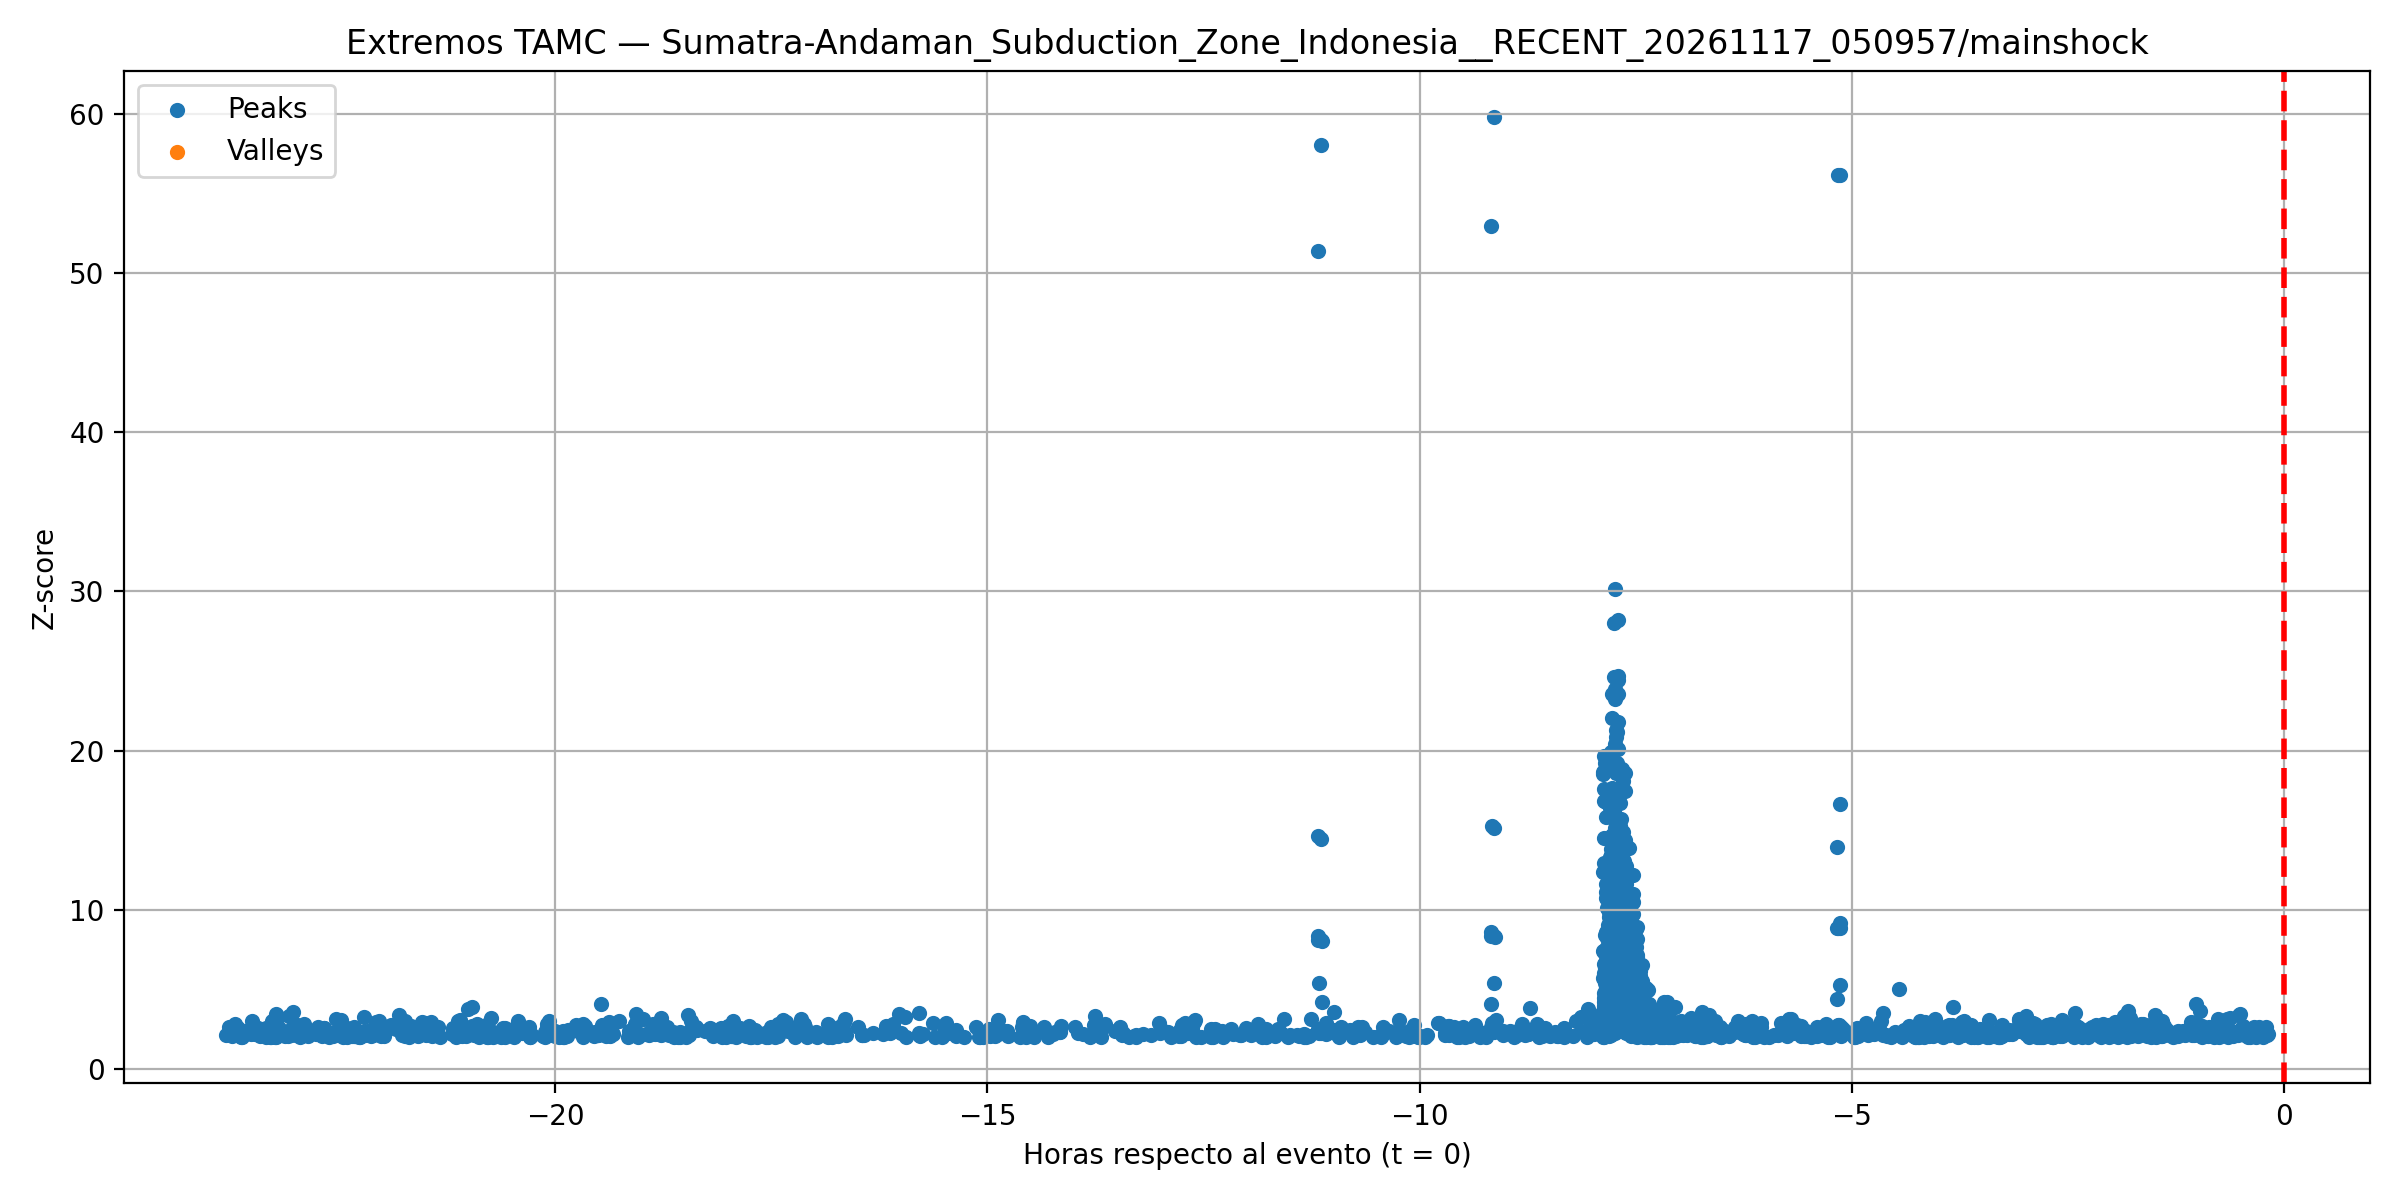 Extremos TAMC — Sumatra-Andaman_Subduction_Zone_Indonesia__RECENT_20261117_050957/mainshock
Peaks
Valleys
60
50
40
30
20
10
0
Z-score
−20
−15
−10
−5
0
Horas respecto al evento (t = 0)